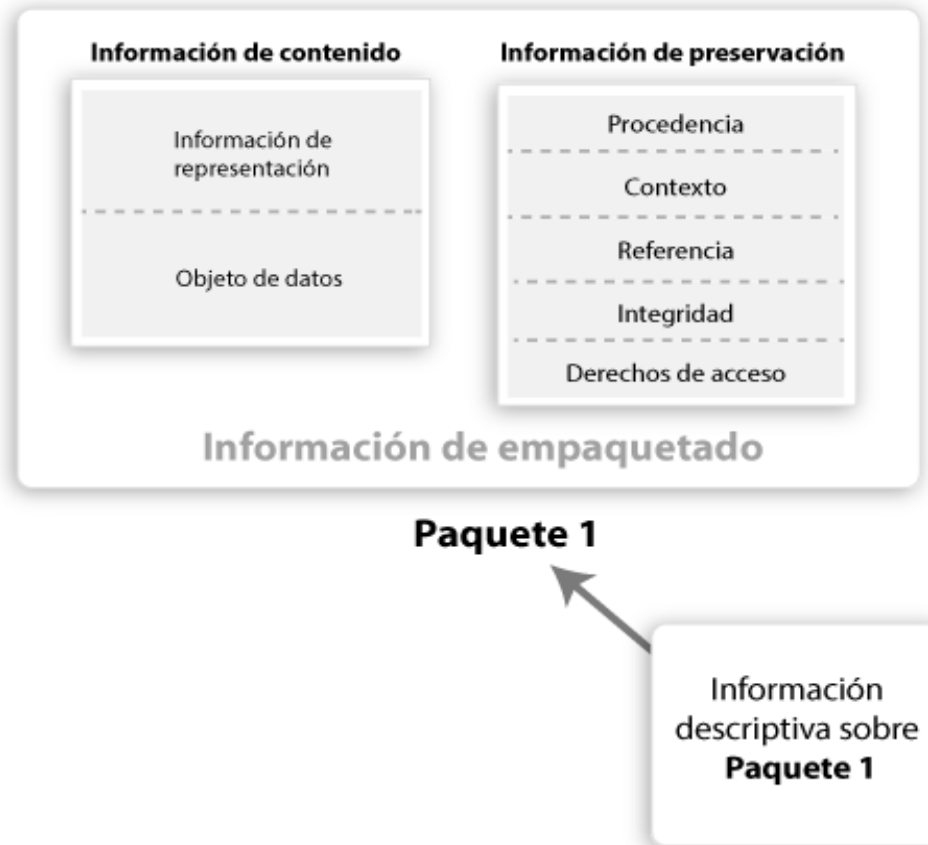 Información de contenido
Información de
representación
Objeto de datos
Información de preservación
Procedencia
Contexto
Referencia
Integridad
Derechos de acceso
Información de empaquetado
Paquete 1
Información
descriptiva sobre
Paquete 1